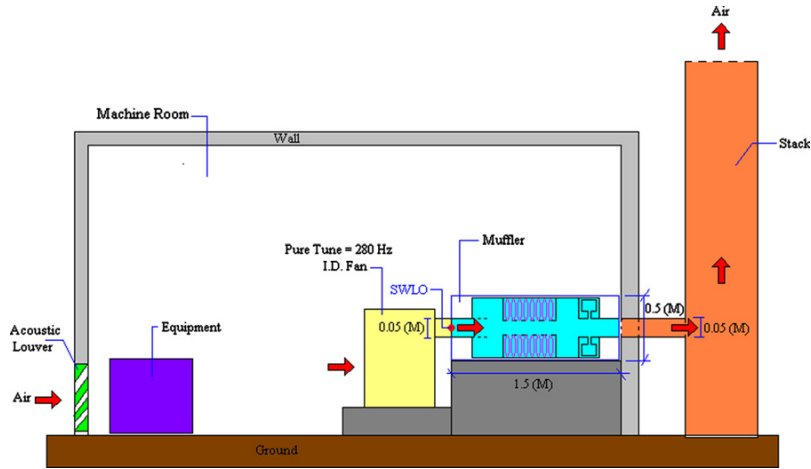 Air
Machine Room
Wall
Stack
Pure Tune = 280 Hz
I.D. Fan
Muffler
SWLO
0.5 (M)
0.05 (M)
0.05 (M)
Acoustic
Louver
Equipment
1.5 (M)
Air
Ground